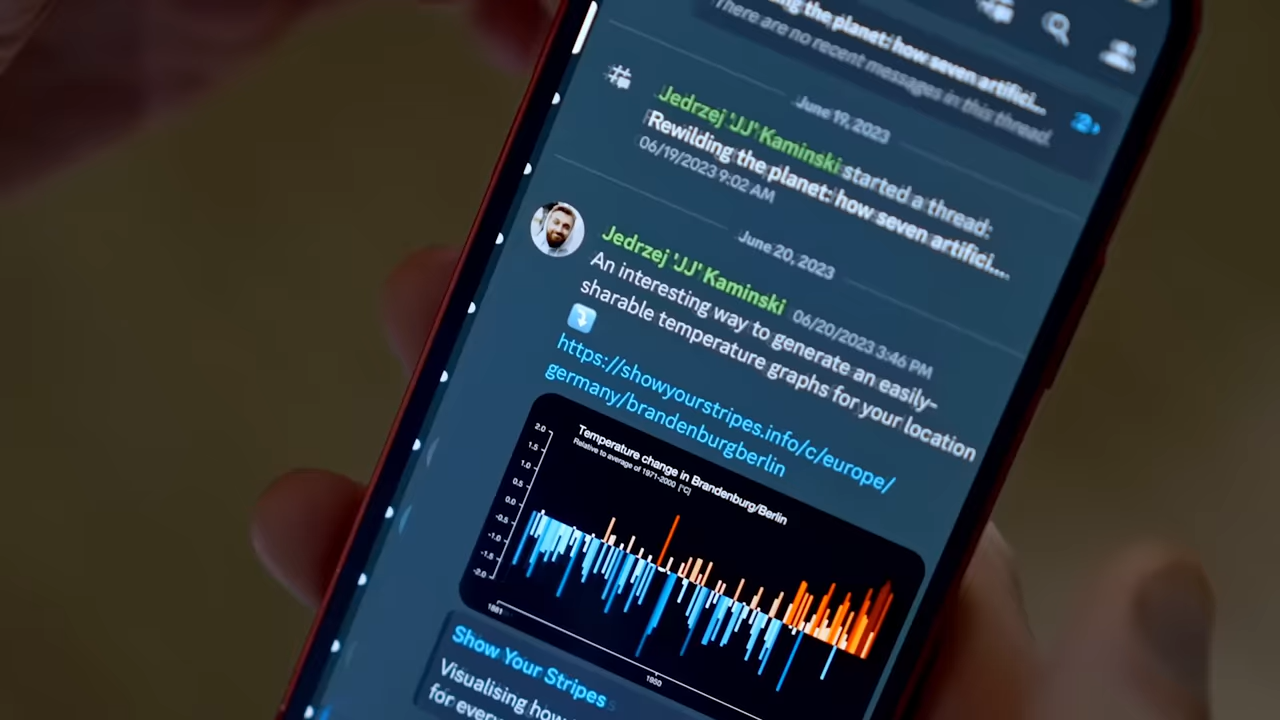 ng the planet: how seven artifici...
There are no recent messages in this thread.
2 ›
June 19, 2023
Jedrzej 'JJ' Kaminski started a thread:
Rewilding the planet: how seven artifici...
06/19/2023 9:02 AM
June 20, 2023
Jedrzej 'JJ' Kaminski 06/20/2023 3:46 PM
An interesting way to generate an easily-
sharable temperature graphs for your location
https://showyourstripes.info/c/europe/
germany/brandenburgberlin
Temperature change in Brandenburg/Berlin
Relative to average of 1971-2000 [°C]
2.0
1.5
1.0
0.5
0.0
-0.5
-1.0
-1.5
-2.0
1881
1950
Show Your Stripes
Visualising how
for every